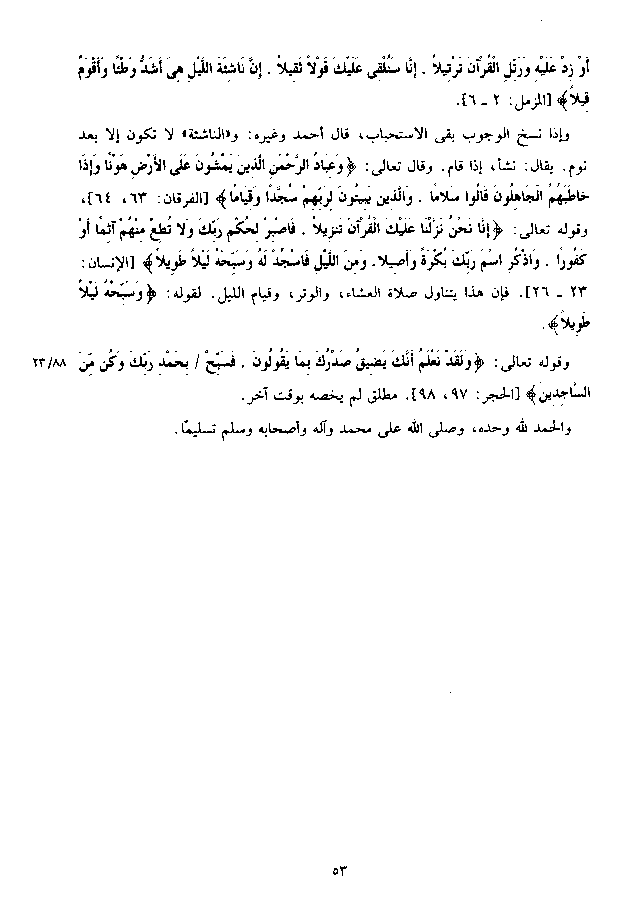 أَوْ زِدْ عَلَيْهِ وَرَتِّلِ الْقُرْآنَ تَرْتِيلاً . إِنَّا سَنُلْقِي عَلَيْكَ قَوْلاً ثَقِيلاً . إِنَّ نَاشِئَةَ اللَّيْلِ هِيَ أَشَدُّ وَطْئًا وَأَقْوَمُ
قِيلاً﴾ [المزمل: ٢ ـ ٦].
وإذا نسخ الوجوب بقى الاستحباب، قال أحمد وغيره: و«الناشئة» لا تكون إلا بعد
نوم. يقال: نشأ، إذا قام. وقال تعالى: ﴿وَعِبَادُ الرَّحْمَنِ الَّذِينَ يَمْشُونَ عَلَى الأَرْضِ هَوْنًا وَإِذَا
خَاطَبَهُمُ الْجَاهِلُونَ قَالُوا سَلامًا . وَالَّذِينَ يَبِيتُونَ لِرَبِّهِمْ سُجَّدًا وَقِيَامًا﴾ [الفرقان: ٦٣، ٦٤]،
وقوله تعالى: ﴿إِنَّا نَحْنُ نَزَّلْنَا عَلَيْكَ الْقُرْآنَ تَنزِيلاً . فَاصْبِرْ لِحُكْمِ رَبِّكَ وَلا تُطِعْ مِنْهُمْ آثِمًا أَوْ
كَفُورًا . وَاذْكُرِ اسْمَ رَبِّكَ بُكْرَةً وَأَصِيلا. وَمِنَ اللَّيْلِ فَاسْجُدْ لَهُ وَسَبِّحْهُ لَيْلاً طَوِيلاً﴾ [الإنسان:
٢٣ ـ ٢٦]. فإن هذا يتناول صلاة العشاء، والوتر، وقيام الليل. لقوله: ﴿وَسَبِّحْهُ لَيْلاً
طَوِيلاً﴾.
وقوله تعالى: ﴿وَلَقَدْ نَعْلَمُ أَنَّكَ يَضِيقُ صَدْرُكَ بِمَا يَقُولُونَ . فَسَبِّحْ / بِحَمْدِ رَبِّكَ وَكُن مِّنَ ٢٣/٨٨
السَّاجِدِينَ﴾ [الحجر: ٩٧، ٩٨]. مطلق لم يخصه بوقت آخر.
والحمد لله وحده، وصلى الله على محمد وآله وأصحابه وسلم تسليمًا.
٥٣